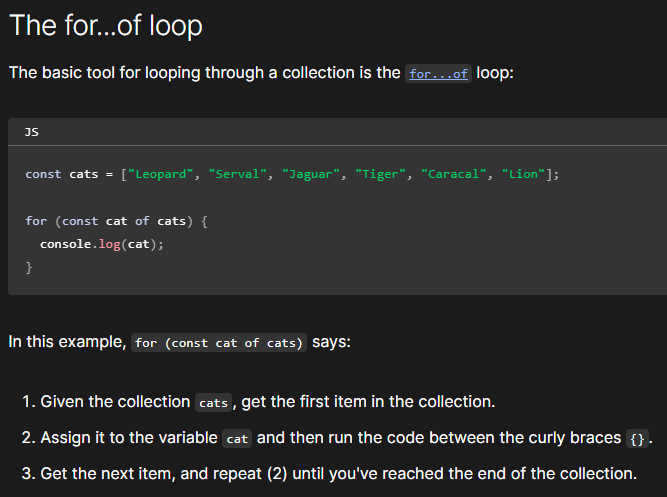 The for...of loop
The basic tool for looping through a collection is the for...of loop:
JS
const cats = ["Leopard", "Serval", "Jaguar", "Tiger", "Caracal", "Lion"];
for (const cat of cats) {
  console.log(cat);
}
In this example, for (const cat of cats) says:
1. Given the collection cats, get the first item in the collection.
2. Assign it to the variable cat and then run the code between the curly braces {}.
3. Get the next item, and repeat (2) until you've reached the end of the collection.